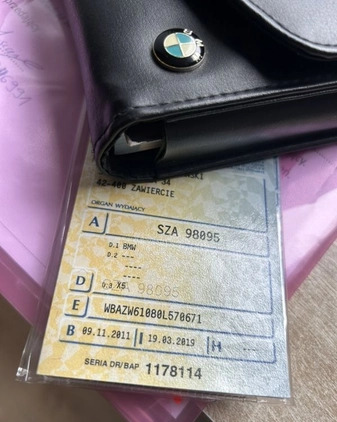 42-400 ZAWIERCIE
ORGAN WYDAJĄCY
A SZA 98095
D.1 BMW
D.2 ---
----
----
D D.3 X5
E WBAZW61080L570671
B 09.11.2011 I 19.03.2019 H ---
SERIA DR/BAP 1178114